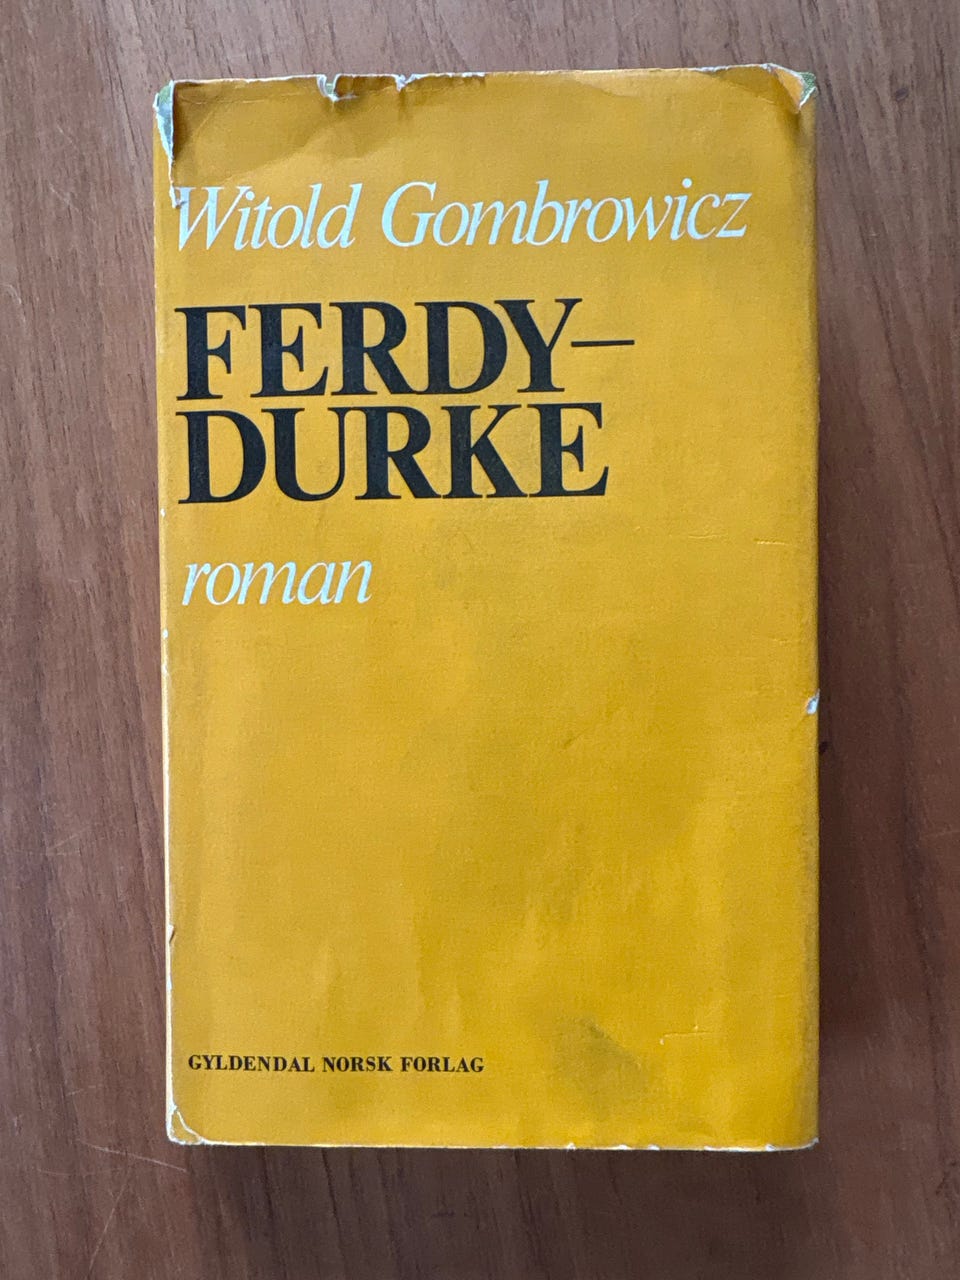 Witold Gombrowicz
FERDY—
DURKE
roman
GYLDENDAL NORSK FORLAG